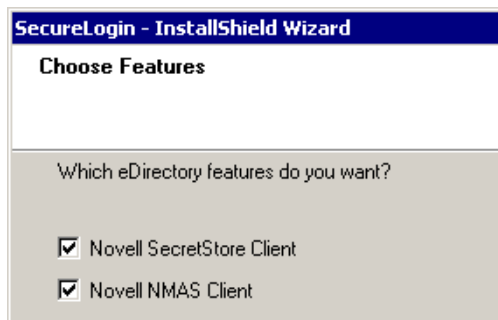 SecureLogin - InstallShield Wizard
Choose Features
Which eDirectory features do you want?
Novell SecretStore Client
Novell NMAS Client